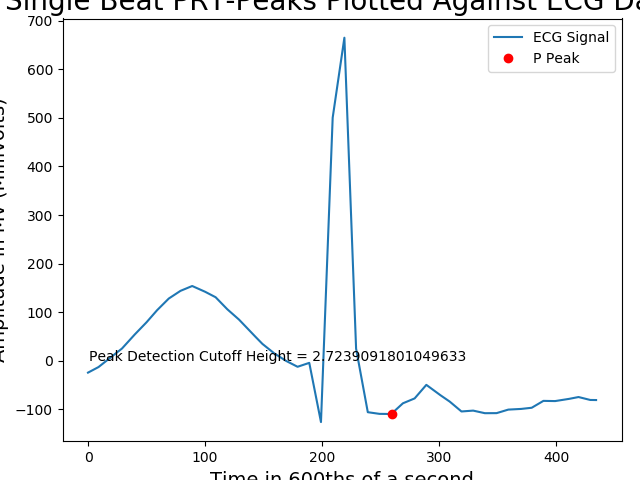 Single Beat PRT-Peaks Plotted Against ECG Da
ECG Signal
P Peak
Amplitude in MV (Millivolts)
700
600
500
400
300
200
100
0
−100
Peak Detection Cutoff Height = 2.7239091801049633
0 100 200 300 400
Time in 600ths of a second